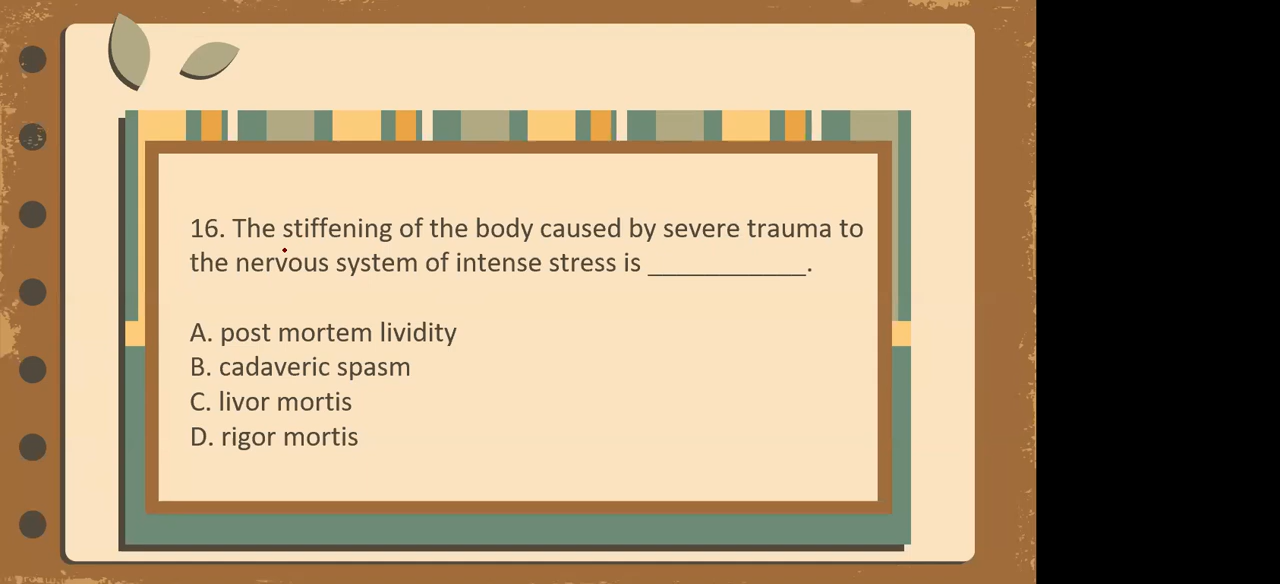 16. The stiffening of the body caused by severe trauma to
the nervous system of intense stress is ____________.
A. post mortem lividity
B. cadaveric spasm
C. livor mortis
D. rigor mortis